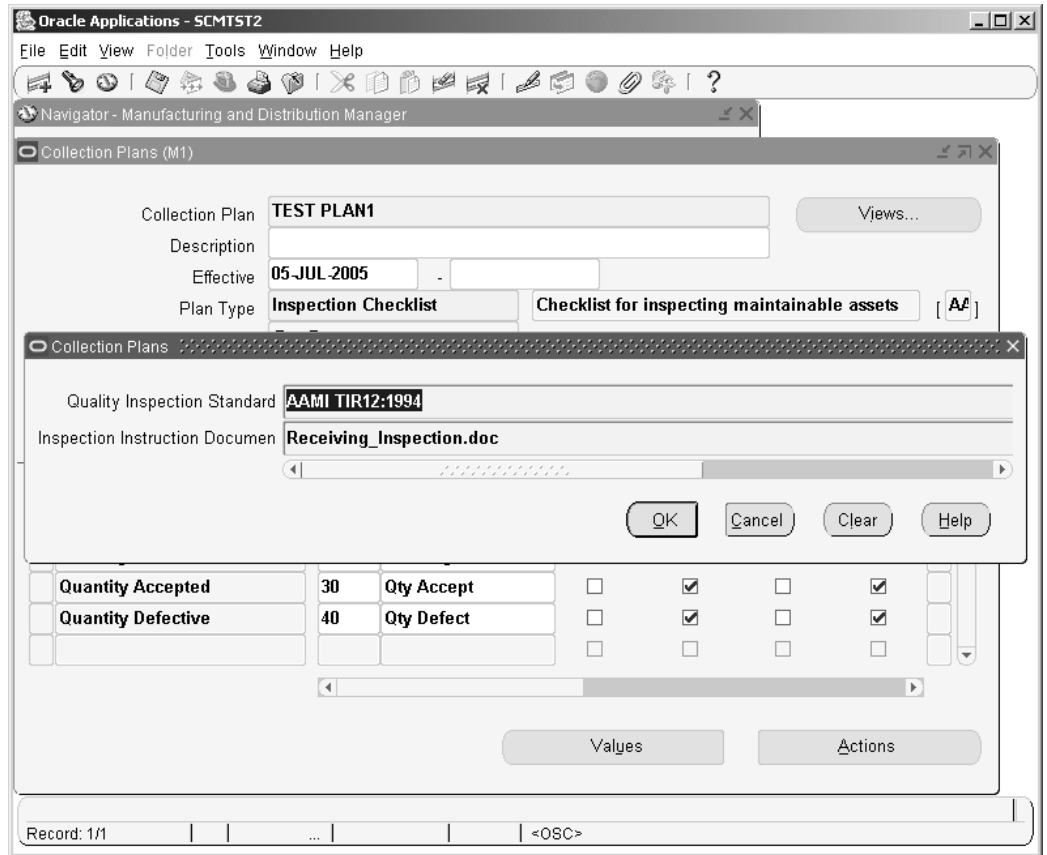 Oracle Applications - SCMTST2
File Edit View Folder Tools Window Help
Navigator - Manufacturing and Distribution Manager
Collection Plans (M1)
Collection Plan TEST PLAN1 Views...
Description
Effective 05-JUL-2005 -
Plan Type Inspection Checklist Checklist for inspecting maintainable assets [ AA ]
Collection Plans
Quality Inspection Standard AAMI TIR12:1994
Inspection Instruction Documen Receiving_Inspection.doc
OK Cancel Clear Help
Quantity Accepted 30 Qty Accept
Quantity Defective 40 Qty Defect
Values Actions
Record: 1/1 ... <OSC>